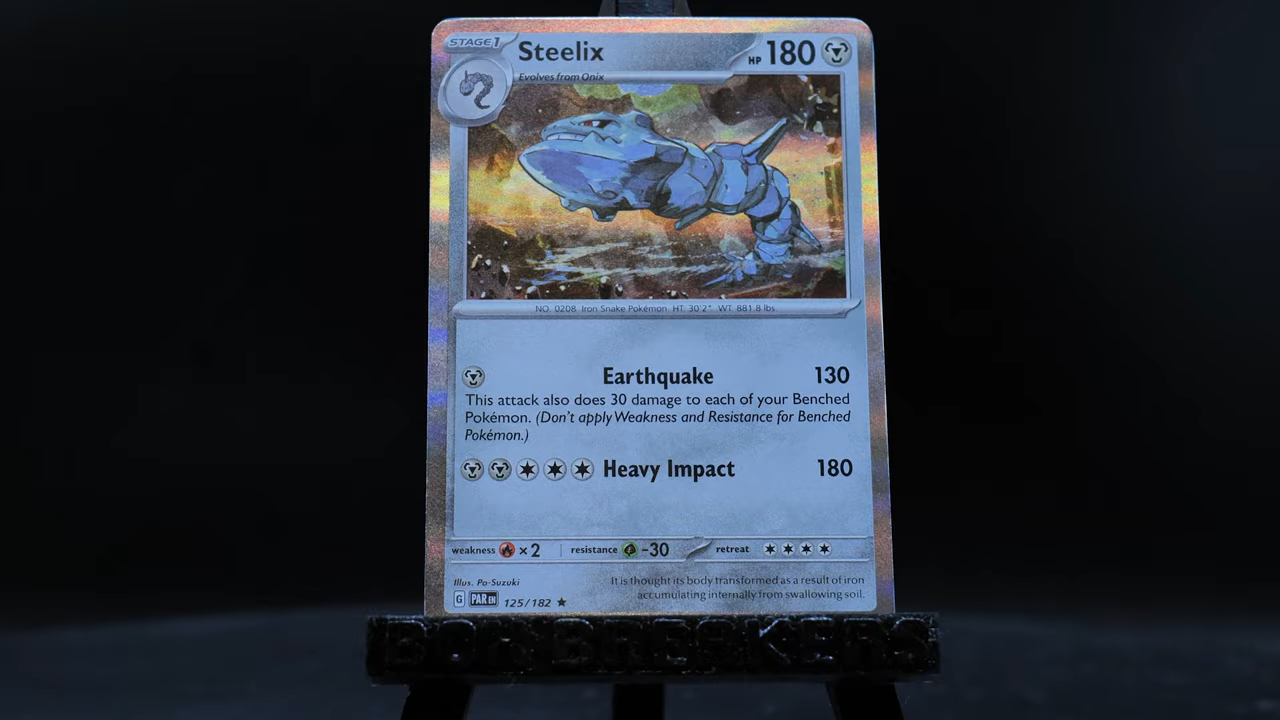 STAGE1
Steelix
HP 180
Evolves from Onix
NO. 0208 Iron Snake Pokémon HT: 30'2" WT: 881.8 lbs.
Earthquake 130
This attack also does 30 damage to each of your Benched
Pokémon. (Don't apply Weakness and Resistance for Benched
Pokémon.)
Heavy Impact 180
weakness ×2 resistance -30 retreat
Illus. Po-Suzuki
It is thought its body transformed as a result of iron
accumulating internally from swallowing soil.
G PAR EN 125/182 ★
BOX BREAKERS